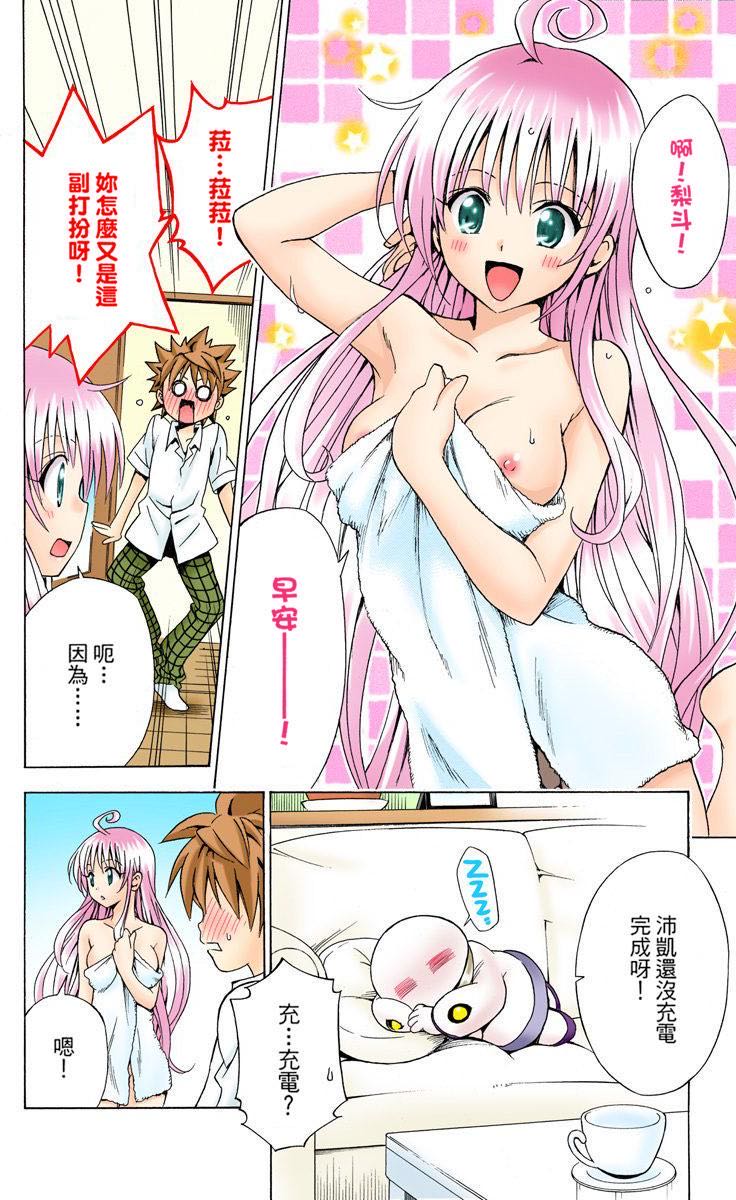 啊！梨斗！
早安——！
菈…菈菈！
妳怎麼又是這
副打扮呀！
呃…
因為……
沛凱還沒充電
完成呀！
ZZZ…
充…充電？
嗯！